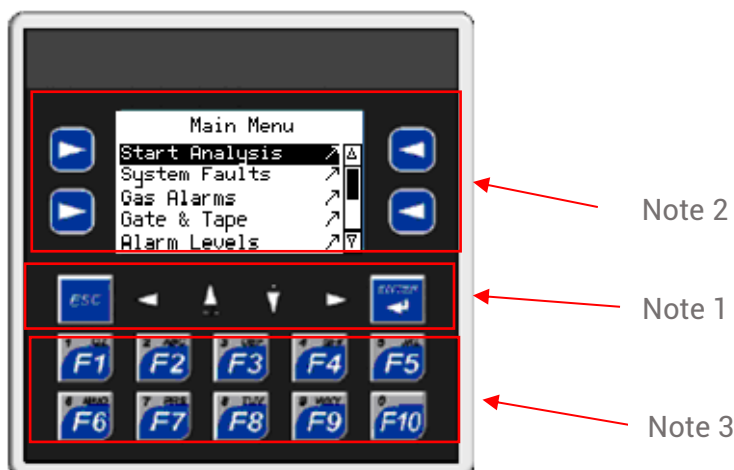 Main Menu
Start Analysis
System Faults
Gas Alarms
Gate & Tape
Alarm Levels
Note 2
ESC
ENTER
Note 1
F1 F2 F3 F4 F5
Note 3
F6 F7 F8 F9 F10